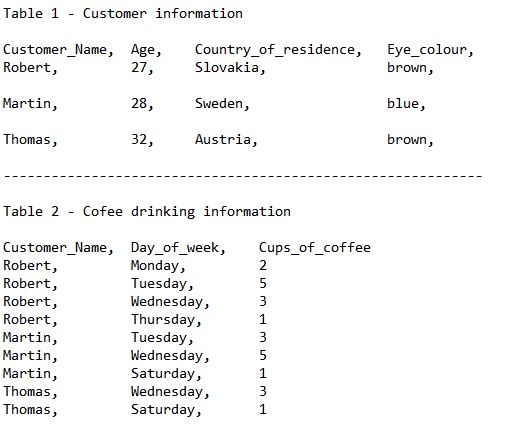 Table 1 - Customer information
Customer_Name, Age, Country_of_residence, Eye_colour,
Robert, 27, Slovakia, brown,
Martin, 28, Sweden, blue,
Thomas, 32, Austria, brown,
------------------------------------------------------------
Table 2 - Cofee drinking information
Customer_Name, Day_of_week, Cups_of_coffee
Robert, Monday, 2
Robert, Tuesday, 5
Robert, Wednesday, 3
Robert, Thursday, 1
Martin, Tuesday, 3
Martin, Wednesday, 5
Martin, Saturday, 1
Thomas, Wednesday, 3
Thomas, Saturday, 1